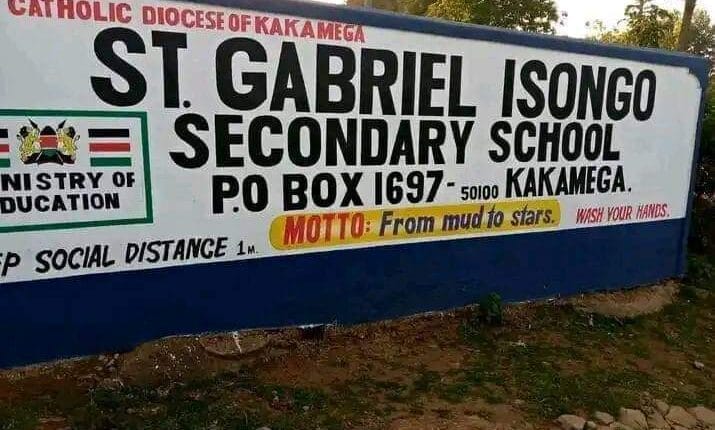 CATHOLIC DIOCESE OF KAKAMEGA
ST. GABRIEL ISONGO
SECONDARY SCHOOL
P.O BOX 1697-50100 KAKAMEGA.
NISTRY OF
DUCATION
MOTTO: From mud to stars.
WASH YOUR HANDS.
EP SOCIAL DISTANCE 1M.